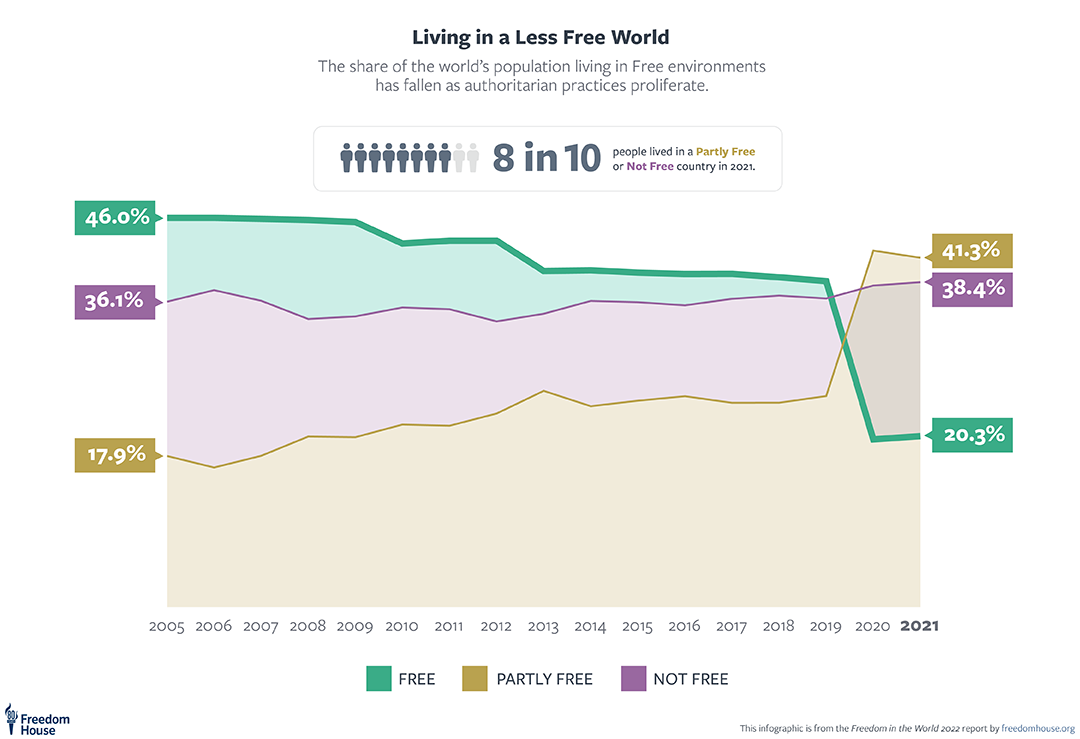 Living in a Less Free World
The share of the world's population living in Free environments
has fallen as authoritarian practices proliferate.
8 in 10
people lived in a Partly Free
or Not Free country in 2021.
46.0%
36.1%
17.9%
41.3%
38.4%
20.3%
2005 2006 2007 2008 2009 2010 2011 2012 2013 2014 2015 2016 2017 2018 2019 2020 2021
FREE PARTLY FREE NOT FREE
80
Freedom
House
This infographic is from the Freedom in the World 2022 report by freedomhouse.org